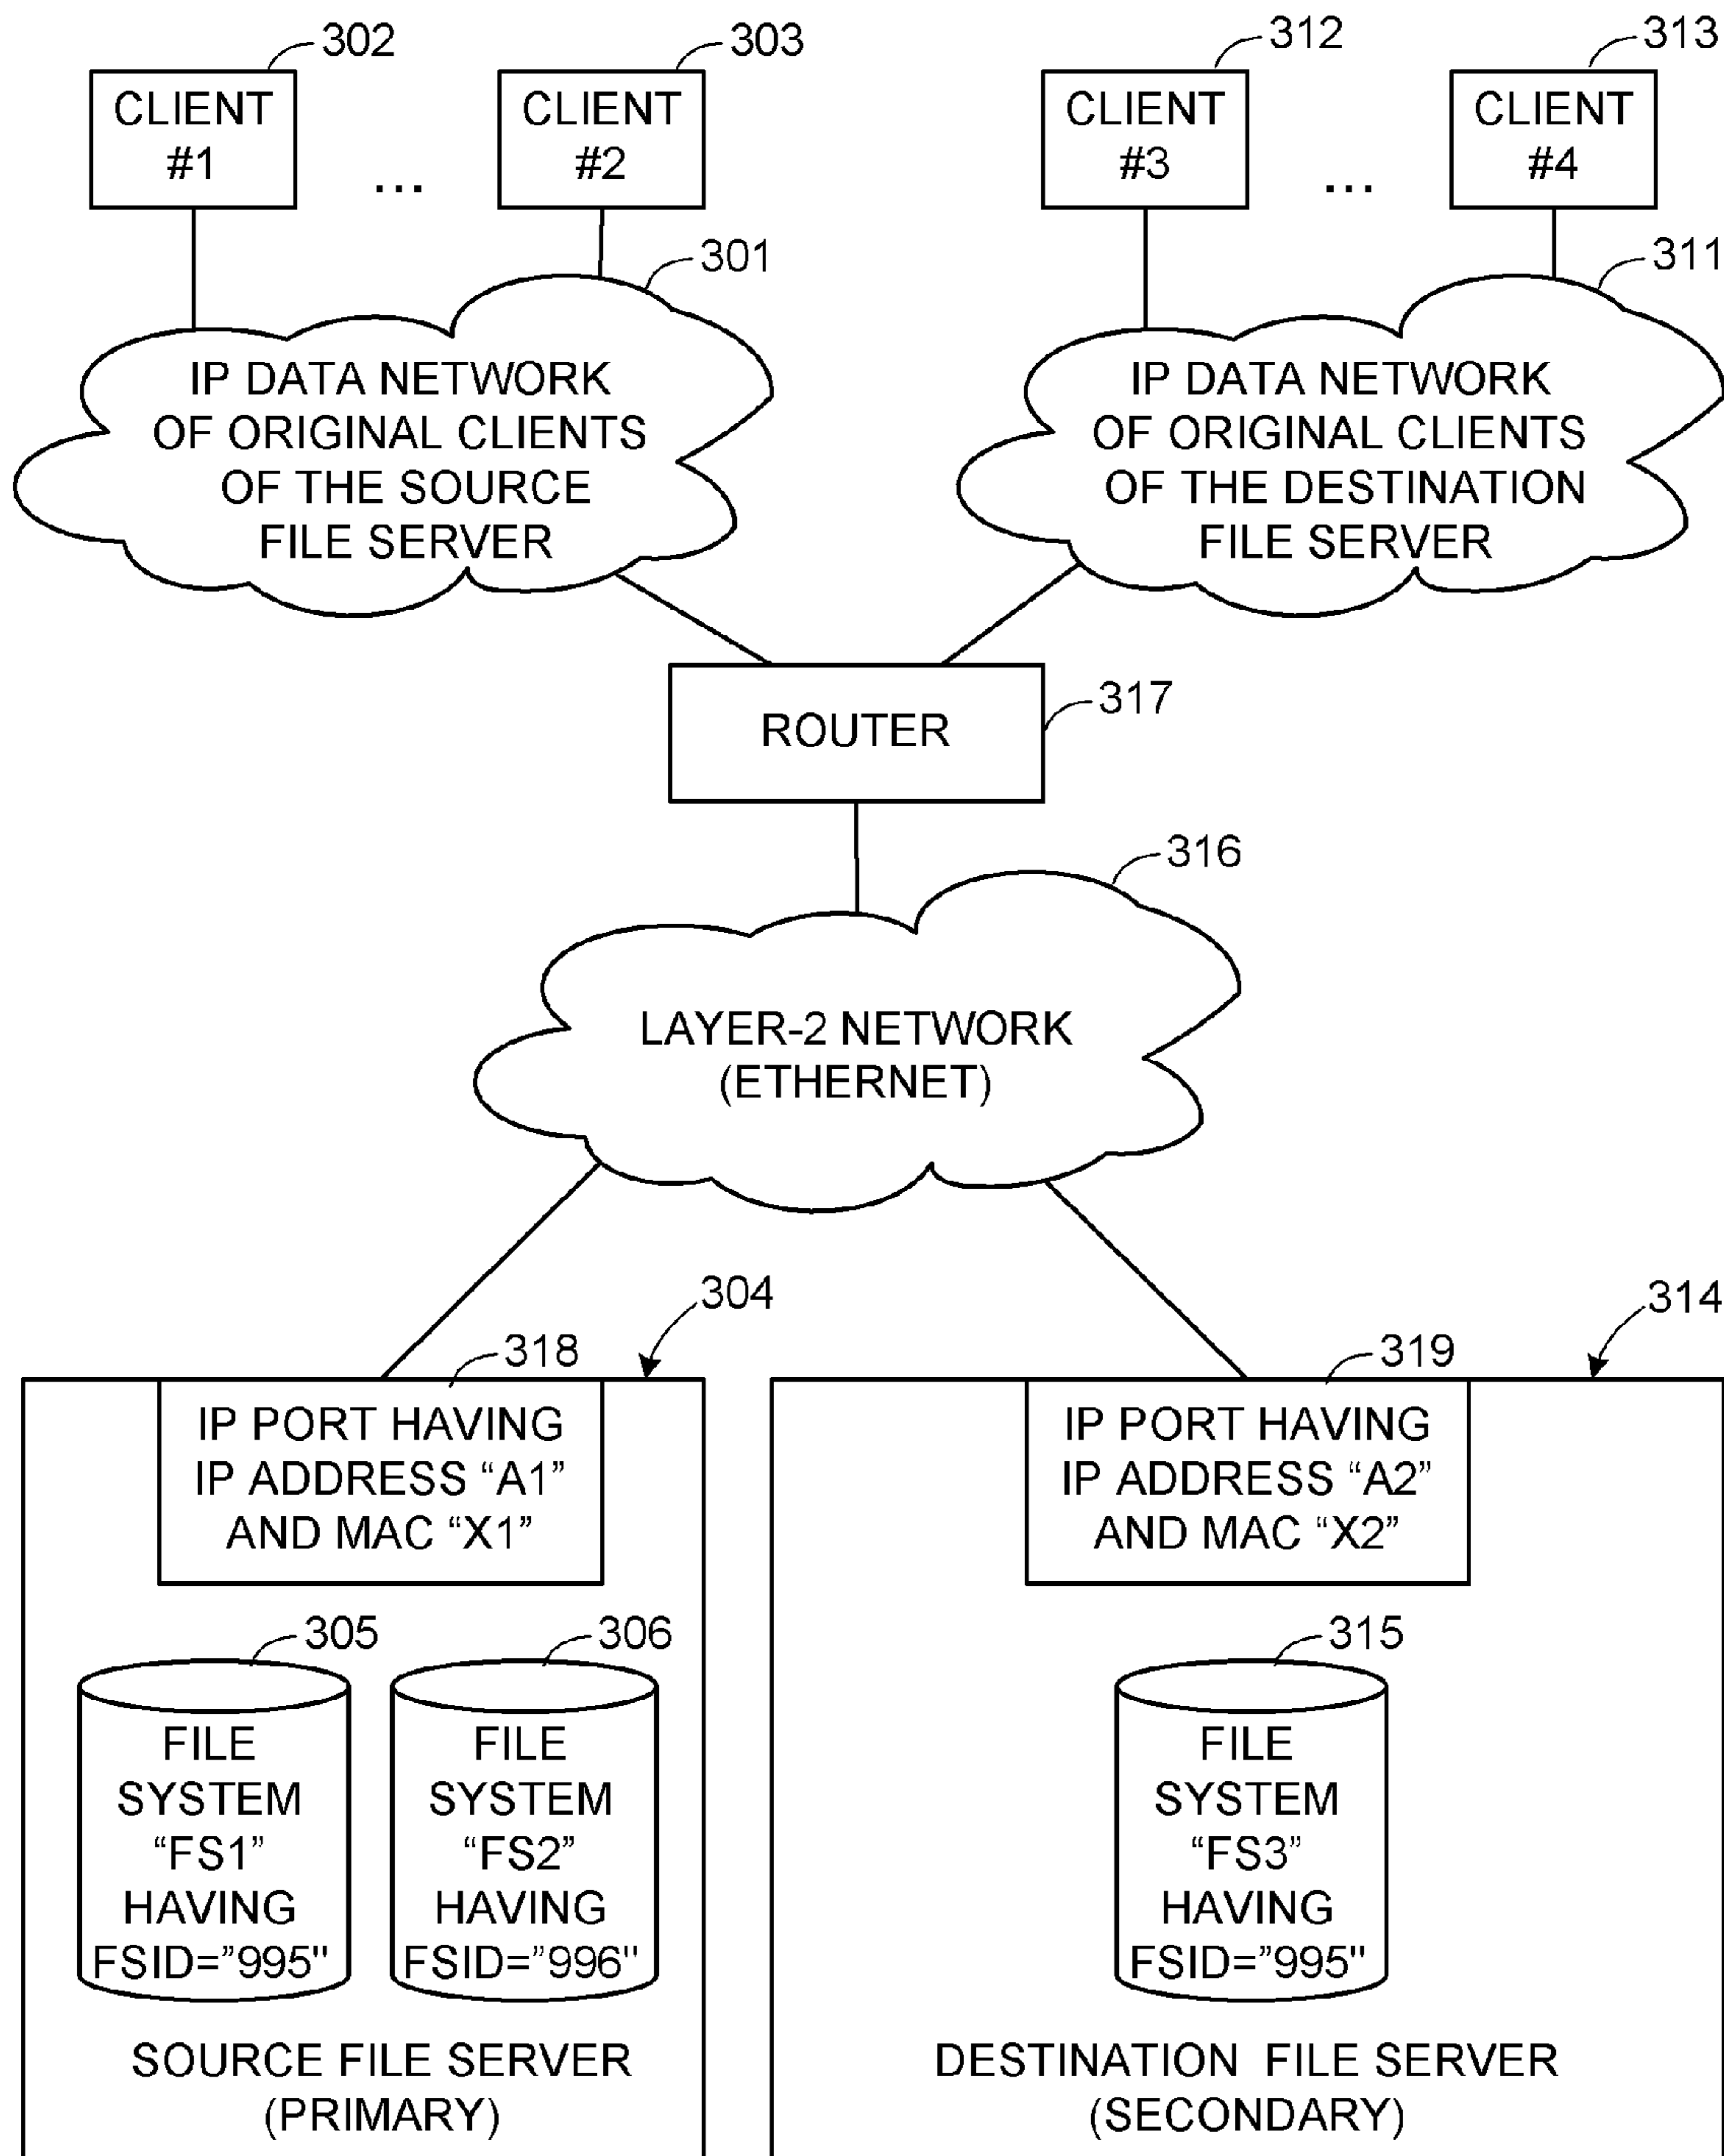 302
303
312
313
CLIENT
#1
...
CLIENT
#2
CLIENT
#3
...
CLIENT
#4
301
311
IP DATA NETWORK
OF ORIGINAL CLIENTS
OF THE SOURCE
FILE SERVER
IP DATA NETWORK
OF ORIGINAL CLIENTS
OF THE DESTINATION
FILE SERVER
317
ROUTER
316
LAYER-2 NETWORK
(ETHERNET)
304
314
318
319
IP PORT HAVING
IP ADDRESS “A1”
AND MAC “X1”
IP PORT HAVING
IP ADDRESS “A2”
AND MAC “X2”
305
306
315
FILE
SYSTEM
“FS1”
HAVING
FSID=”995"
FILE
SYSTEM
“FS2”
HAVING
FSID=”996"
FILE
SYSTEM
“FS3”
HAVING
FSID=”995"
SOURCE FILE SERVER
(PRIMARY)
DESTINATION FILE SERVER
(SECONDARY)